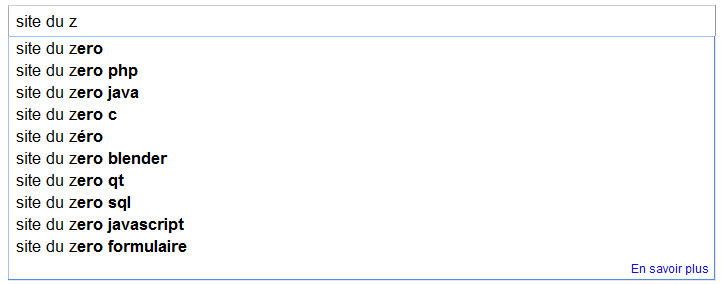 site du z
site du zero
site du zero php
site du zero java
site du zero c
site du zéro
site du zero blender
site du zero qt
site du zero sql
site du zero javascript
site du zero formulaire
En savoir plus